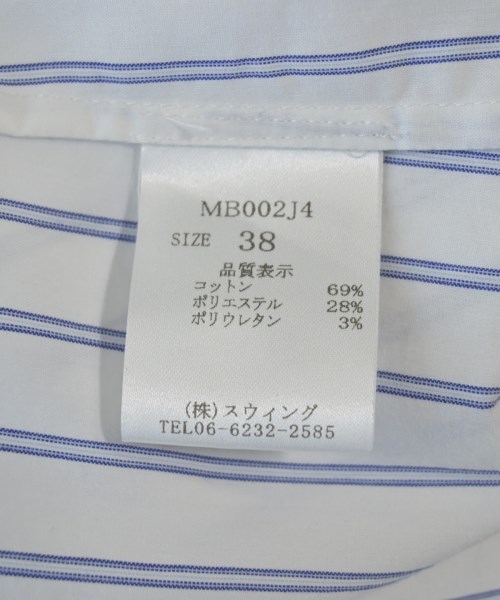 MB002J4
SIZE 38
品質表示
コットン 69%
ポリエステル 28%
ポリウレタン 3%
(株)スウィング
TEL06-6232-2585